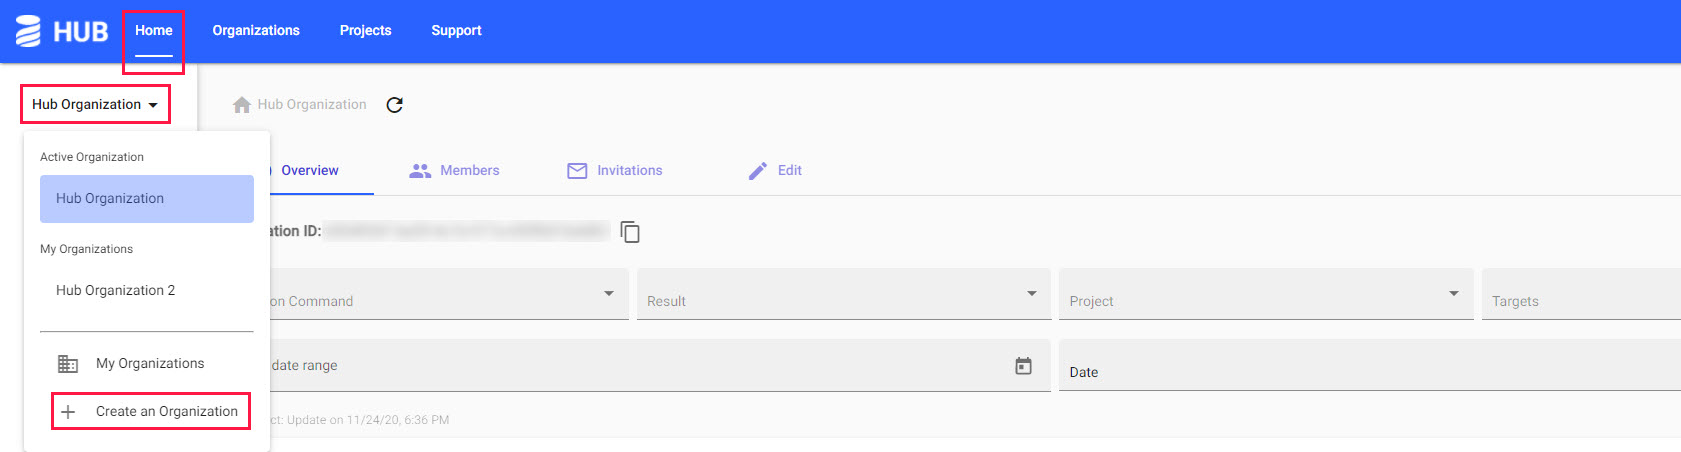 HUB Home Organizations Projects Support
Hub Organization
Hub Organization
Active Organization
Hub Organization
My Organizations
Hub Organization 2
My Organizations
Create an Organization
Overview Members Invitations Edit
ation ID:
on Command Result Project Targets
date range Date
ct: Update on 11/24/20, 6:36 PM